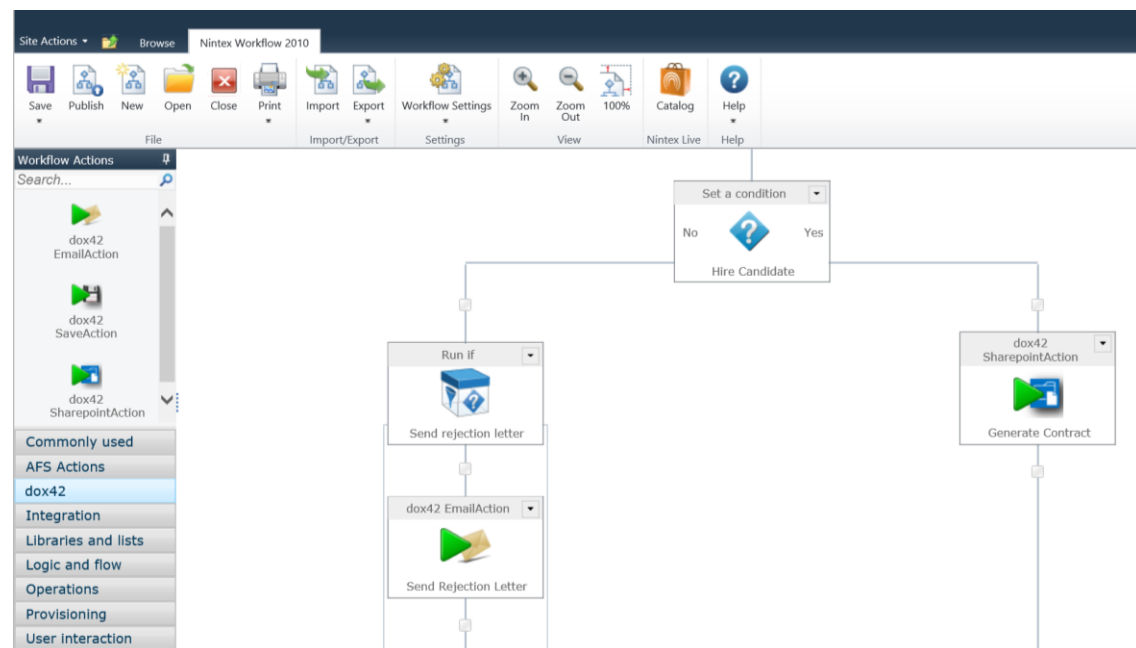 Site Actions
Browse
Nintex Workflow 2010
Save
Publish
New
Open
Close
Print
Import
Export
Workflow Settings
Zoom
In
Zoom
Out
100%
Catalog
Help
File
Import/Export
Settings
View
Nintex Live
Help
Workflow Actions
Search...
dox42
EmailAction
dox42
SaveAction
dox42
SharepointAction
Commonly used
AFS Actions
dox42
Integration
Libraries and lists
Logic and flow
Operations
Provisioning
User interaction
Set a condition
No
Yes
Hire Candidate
Run if
Send rejection letter
dox42 EmailAction
Send Rejection Letter
dox42
SharepointAction
Generate Contract